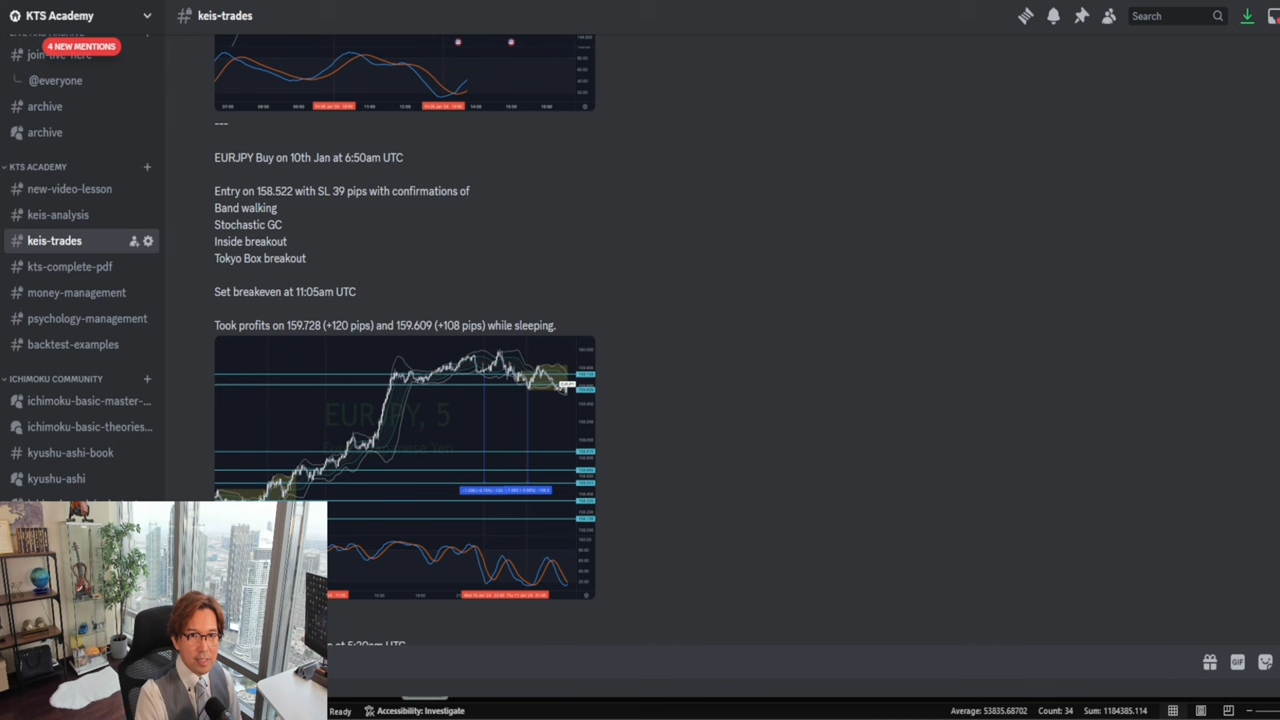 KTS Academy
keis-trades
Search
4 NEW MENTIONS
join-live-here
@everyone
archive
archive
KTS ACADEMY
new-video-lesson
keis-analysis
keis-trades
kts-complete-pdf
money-management
psychology-management
backtest-examples
ICHIMOKU COMMUNITY
ichimoku-basic-master-...
ichimoku-basic-theories...
kyushu-ashi-book
kyushu-ashi
---
EURJPY Buy on 10th Jan at 6:50am UTC
Entry on 158.522 with SL 39 pips with confirmations of
Band walking
Stochastic GC
Inside breakout
Tokyo Box breakout
Set breakeven at 11:05am UTC
Took profits on 159.728 (+120 pips) and 159.609 (+108 pips) while sleeping.
EURJPY, 5
GIF
Ready
Accessibility: Investigate
Average: 53835.68702
Count: 34
Sum: 1184385.114